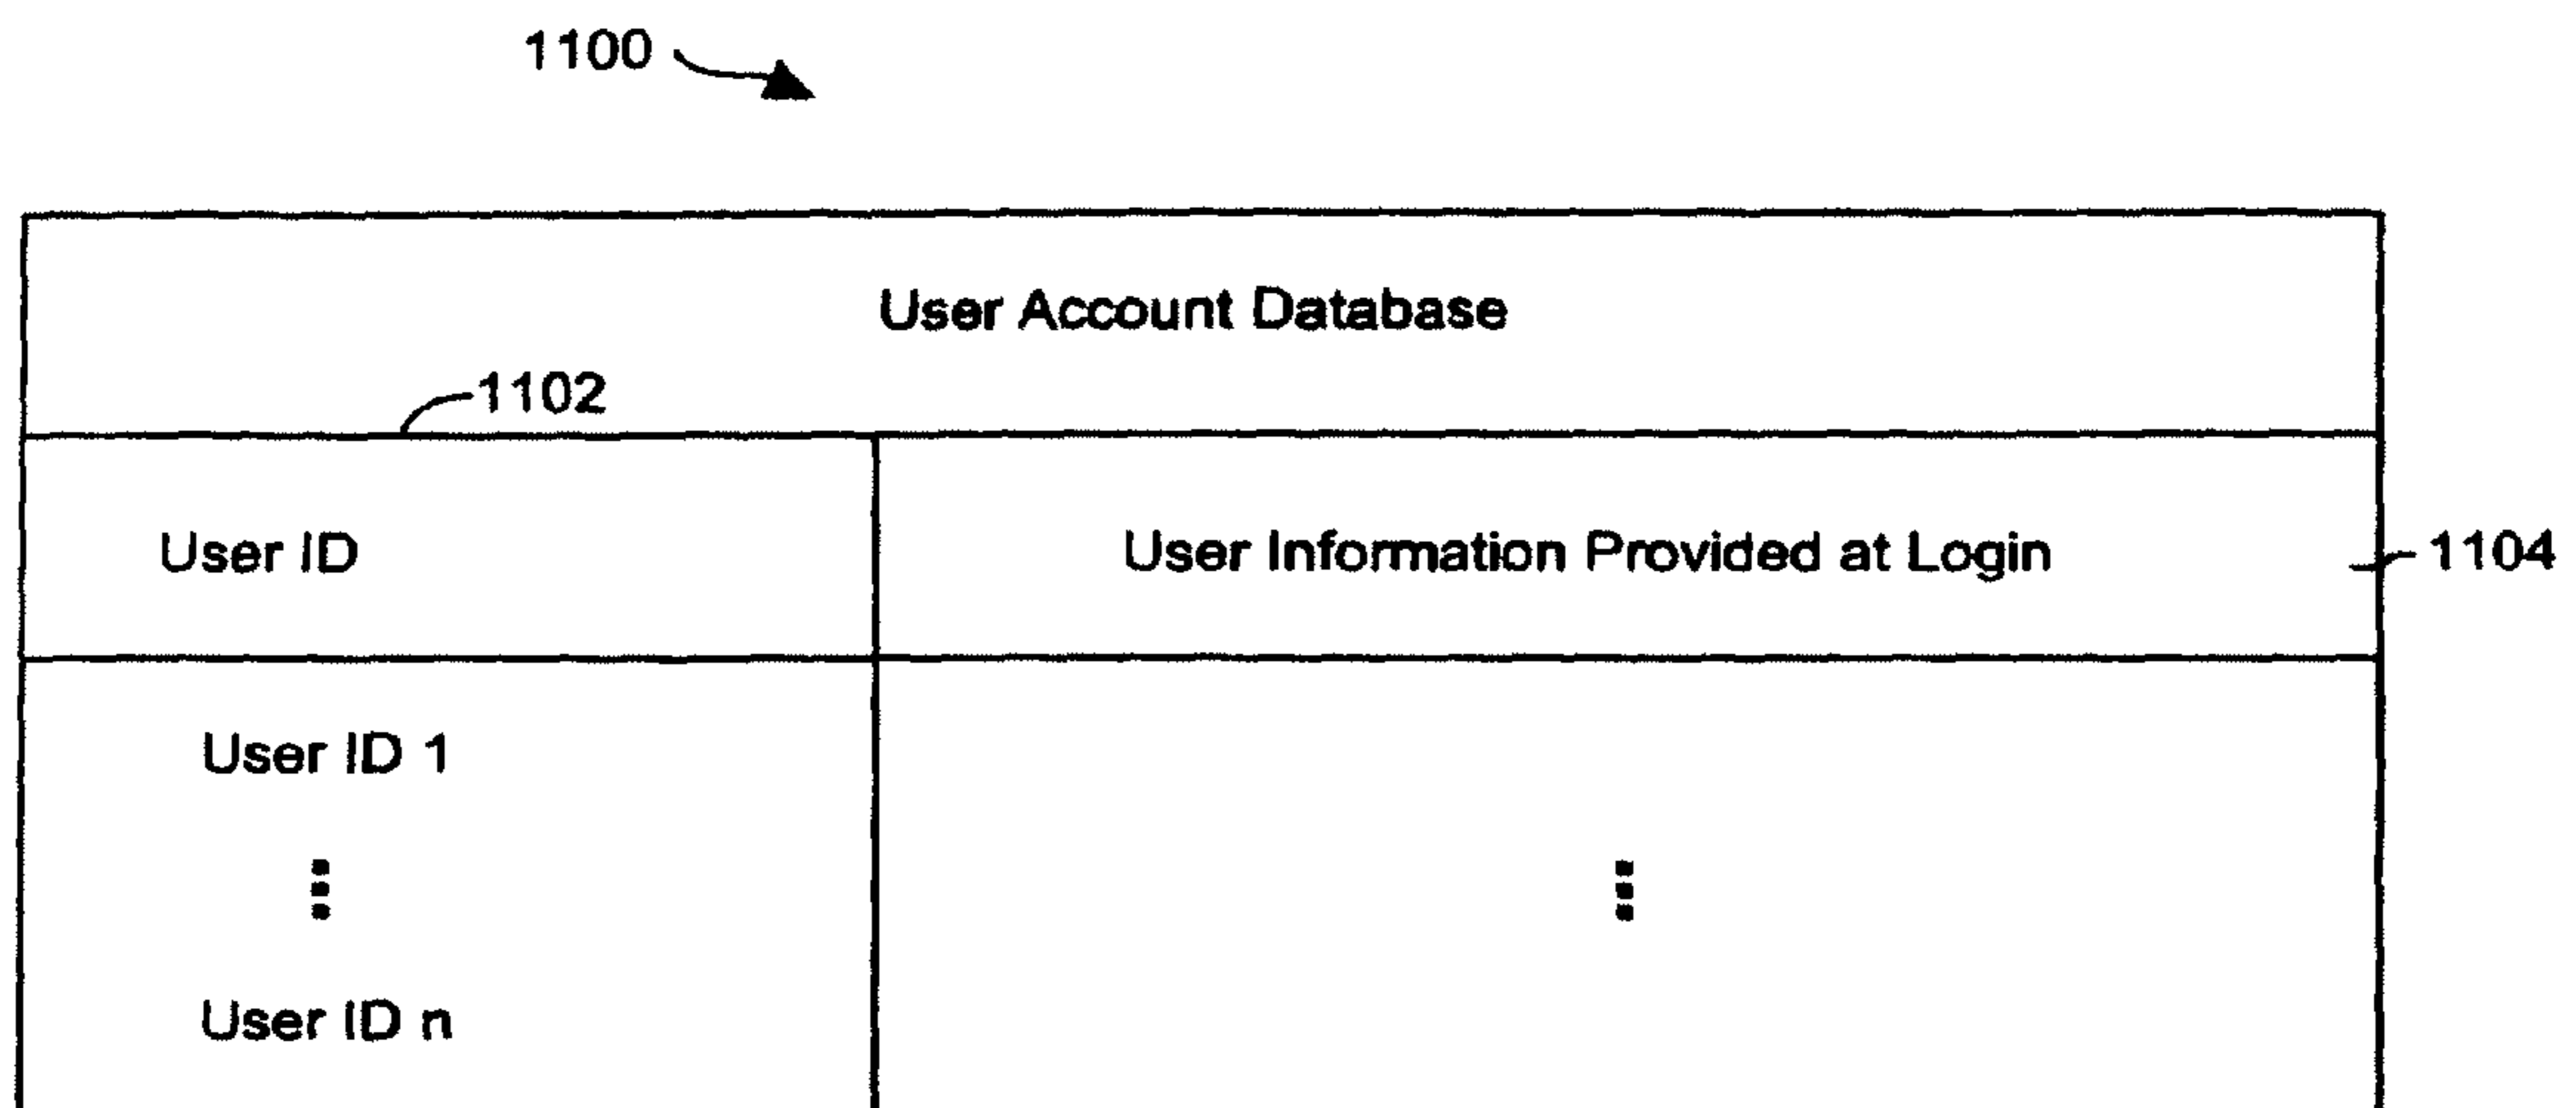 1100
User Account Database
1102
User ID
User Information Provided at Login
1104
User ID 1
User ID n